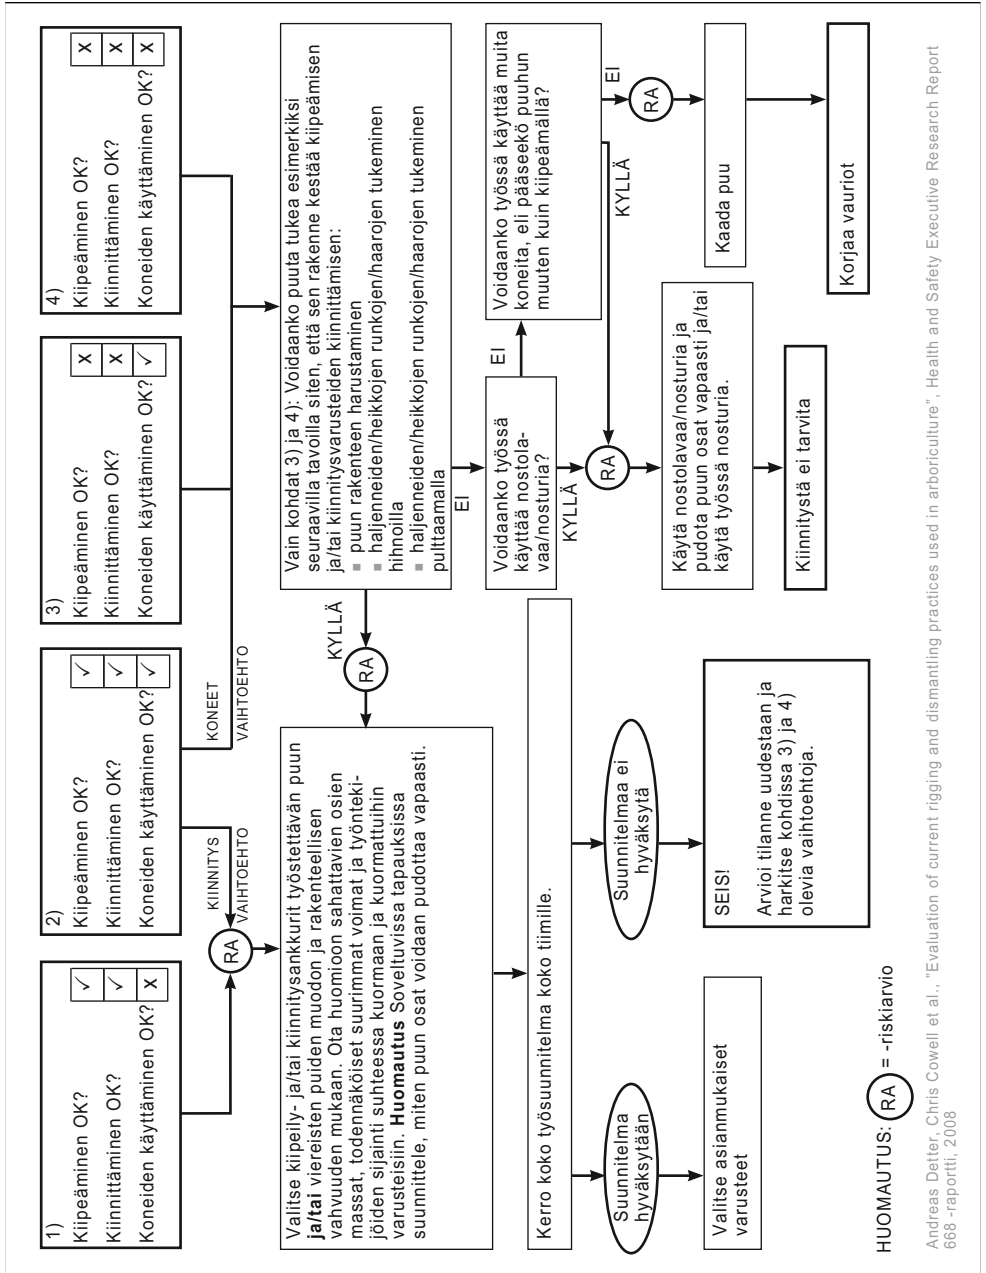 1)
Kiipeäminen OK? ✓
Kiinnittäminen OK? ✓
Koneiden käyttäminen OK? X
2)
Kiipeäminen OK? ✓
Kiinnittäminen OK? ✓
Koneiden käyttäminen OK? ✓
3)
Kiipeäminen OK? X
Kiinnittäminen OK? X
Koneiden käyttäminen OK? ✓
4)
Kiipeäminen OK? X
Kiinnittäminen OK? X
Koneiden käyttäminen OK? X
KIINNITYS
VAIHTOEHTO
KONEET
VAIHTOEHTO
RA
Valitse kiipeily- ja/tai kiinnitysankkurit työstettävän puun
ja/tai viereisten puiden muodon ja rakenteellisen
vahvuuden mukaan. Ota huomioon sahattavien osien
massat, todennäköiset suurimmat voimat ja työnteki-
jöiden sijainti suhteessa kuormaan ja kuormattuihin
varusteisiin. Huomautus Soveltuvissa tapauksissa
suunnittele, miten puun osat voidaan pudottaa vapaasti.
KYLLÄ
RA
Vain kohdat 3) ja 4): Voidaanko puuta tukea esimerkiksi
seuraavilla tavoilla siten, että sen rakenne kestää kiipeämisen
ja/tai kiinnitysvarusteiden kiinnittämisen:
■ puun rakenteen harustaminen
■ haljenneiden/heikkojen runkojen/haarojen tukeminen
hihnoilla
■ haljenneiden/heikkojen runkojen/haarojen tukeminen
pulttaamalla
EI
Kerro koko työsuunnitelma koko tiimille.
Voidaanko työssä
käyttää nostola-
vaa/nosturia?
EI
KYLLÄ
Voidaanko työssä käyttää muita
koneita, eli pääseekö puuhun
muuten kuin kiipeämällä?
EI
KYLLÄ
RA
RA
Suunnitelma
hyväksytään
Suunnitelmaa ei
hyväksytä
Käytä nostolavaa/nosturia ja
pudota puun osat vapaasti ja/tai
käytä työssä nosturia.
Kaada puu
Valitse asianmukaiset
varusteet
SEIS!
Arvioi tilanne uudestaan ja
harkitse kohdissa 3) ja 4)
olevia vaihtoehtoja.
Kiinnitystä ei tarvita
Korjaa vauriot
HUOMAUTUS: RA = -riskiarvio
Andreas Detter, Chris Cowell et al., "Evaluation of current rigging and dismantling practices used in arboriculture", Health and Safety Executive Research Report
668 -raportti, 2008